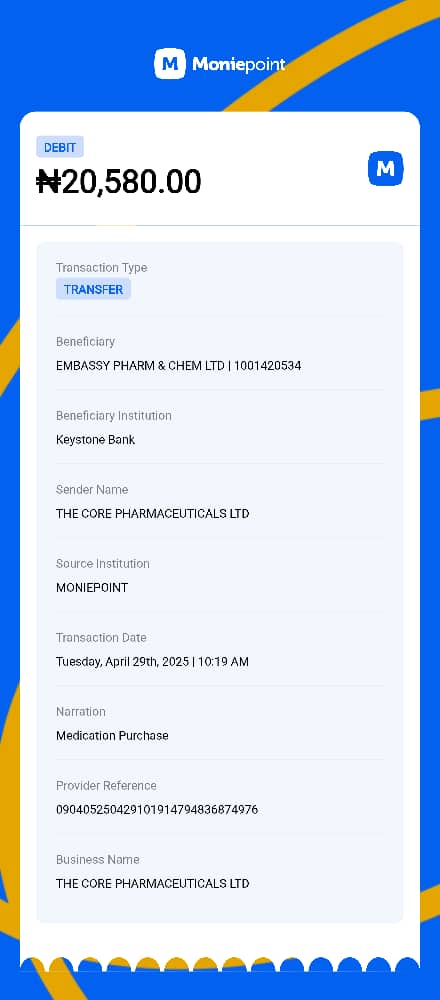 M Moniepoint
DEBIT
₦20,580.00
M
Transaction Type
TRANSFER
Beneficiary
EMBASSY PHARM & CHEM LTD | 1001420534
Beneficiary Institution
Keystone Bank
Sender Name
THE CORE PHARMACEUTICALS LTD
Source Institution
MONIEPOINT
Transaction Date
Tuesday, April 29th, 2025 | 10:19 AM
Narration
Medication Purchase
Provider Reference
090405250429101914794836874976
Business Name
THE CORE PHARMACEUTICALS LTD